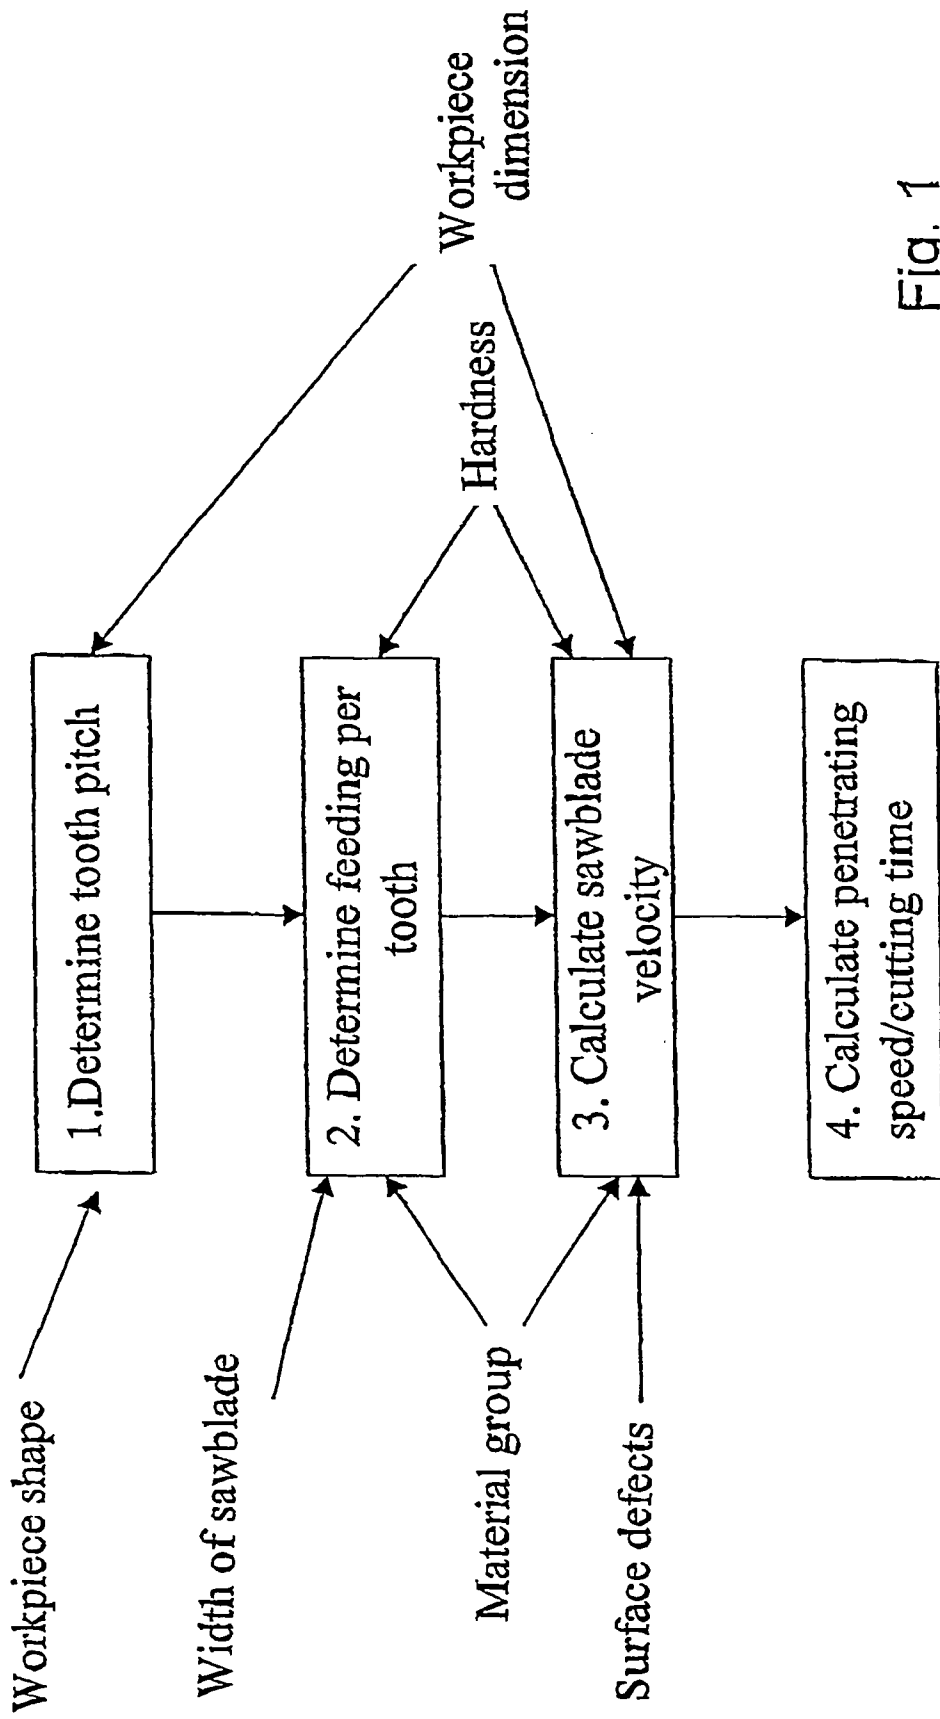 Workpiece shape
1.Determine tooth pitch
Width of sawblade
2. Determine feeding per
tooth
Workpiece
dimension
Hardness
Material group
3. Calculate sawblade
velocity
Surface defects
4. Calculate penetrating
speed/cutting time
Fig. 1